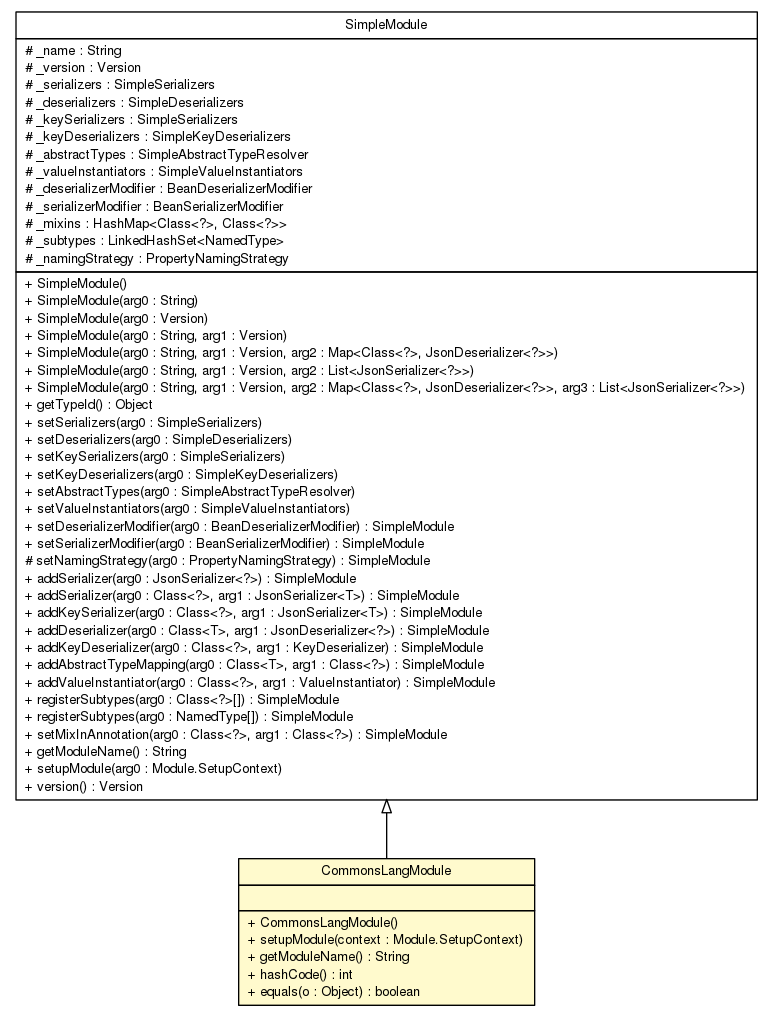 SimpleModule
# _name : String
# _version : Version
# _serializers : SimpleSerializers
# _deserializers : SimpleDeserializers
# _keySerializers : SimpleSerializers
# _keyDeserializers : SimpleKeyDeserializers
# _abstractTypes : SimpleAbstractTypeResolver
# _valueInstantiators : SimpleValueInstantiators
# _deserializerModifier : BeanDeserializerModifier
# _serializerModifier : BeanSerializerModifier
# _mixins : HashMap<Class<?>, Class<?>>
# _subtypes : LinkedHashSet<NamedType>
# _namingStrategy : PropertyNamingStrategy
+ SimpleModule()
+ SimpleModule(arg0 : String)
+ SimpleModule(arg0 : Version)
+ SimpleModule(arg0 : String, arg1 : Version)
+ SimpleModule(arg0 : String, arg1 : Version, arg2 : Map<Class<?>, JsonDeserializer<?>>)
+ SimpleModule(arg0 : String, arg1 : Version, arg2 : List<JsonSerializer<?>>)
+ SimpleModule(arg0 : String, arg1 : Version, arg2 : Map<Class<?>, JsonDeserializer<?>>, arg3 : List<JsonSerializer<?>>)
+ getTypeId() : Object
+ setSerializers(arg0 : SimpleSerializers)
+ setDeserializers(arg0 : SimpleDeserializers)
+ setKeySerializers(arg0 : SimpleSerializers)
+ setKeyDeserializers(arg0 : SimpleKeyDeserializers)
+ setAbstractTypes(arg0 : SimpleAbstractTypeResolver)
+ setValueInstantiators(arg0 : SimpleValueInstantiators)
+ setDeserializerModifier(arg0 : BeanDeserializerModifier) : SimpleModule
+ setSerializerModifier(arg0 : BeanSerializerModifier) : SimpleModule
# setNamingStrategy(arg0 : PropertyNamingStrategy) : SimpleModule
+ addSerializer(arg0 : JsonSerializer<?>) : SimpleModule
+ addSerializer(arg0 : Class<?>, arg1 : JsonSerializer<T>) : SimpleModule
+ addKeySerializer(arg0 : Class<?>, arg1 : JsonSerializer<T>) : SimpleModule
+ addDeserializer(arg0 : Class<T>, arg1 : JsonDeserializer<?>) : SimpleModule
+ addKeyDeserializer(arg0 : Class<?>, arg1 : KeyDeserializer) : SimpleModule
+ addAbstractTypeMapping(arg0 : Class<T>, arg1 : Class<?>) : SimpleModule
+ addValueInstantiator(arg0 : Class<?>, arg1 : ValueInstantiator) : SimpleModule
+ registerSubtypes(arg0 : Class<?>[]) : SimpleModule
+ registerSubtypes(arg0 : NamedType[]) : SimpleModule
+ setMixInAnnotation(arg0 : Class<?>, arg1 : Class<?>) : SimpleModule
+ getModuleName() : String
+ setupModule(arg0 : Module.SetupContext)
+ version() : Version
CommonsLangModule
+ CommonsLangModule()
+ setupModule(context : Module.SetupContext)
+ getModuleName() : String
+ hashCode() : int
+ equals(o : Object) : boolean